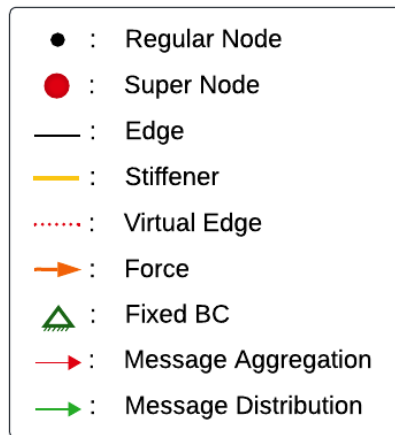 : Regular Node
: Super Node
: Edge
: Stiffener
: Virtual Edge
: Force
: Fixed BC
: Message Aggregation
: Message Distribution